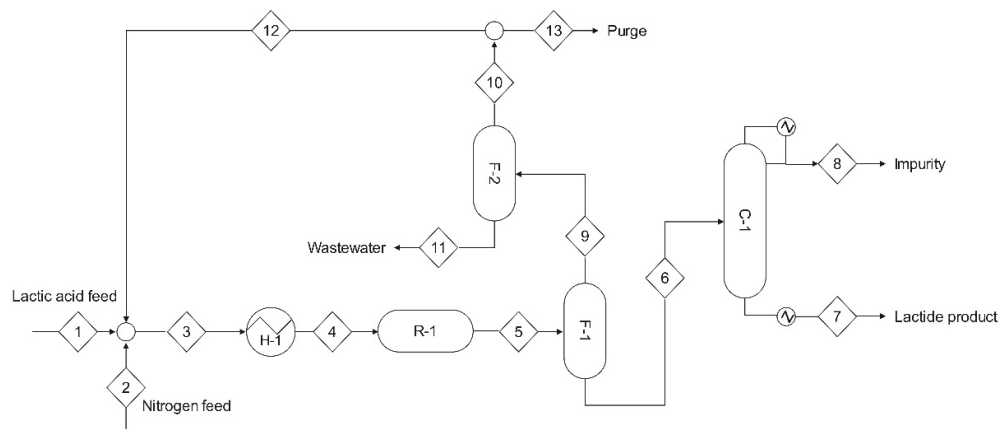 12
13
Purge
10
F-2
8
Impurity
C-1
9
Wastewater
11
6
Lactic acid feed
1
3
H-1
4
R-1
5
F-1
7
Lactide product
2
Nitrogen feed